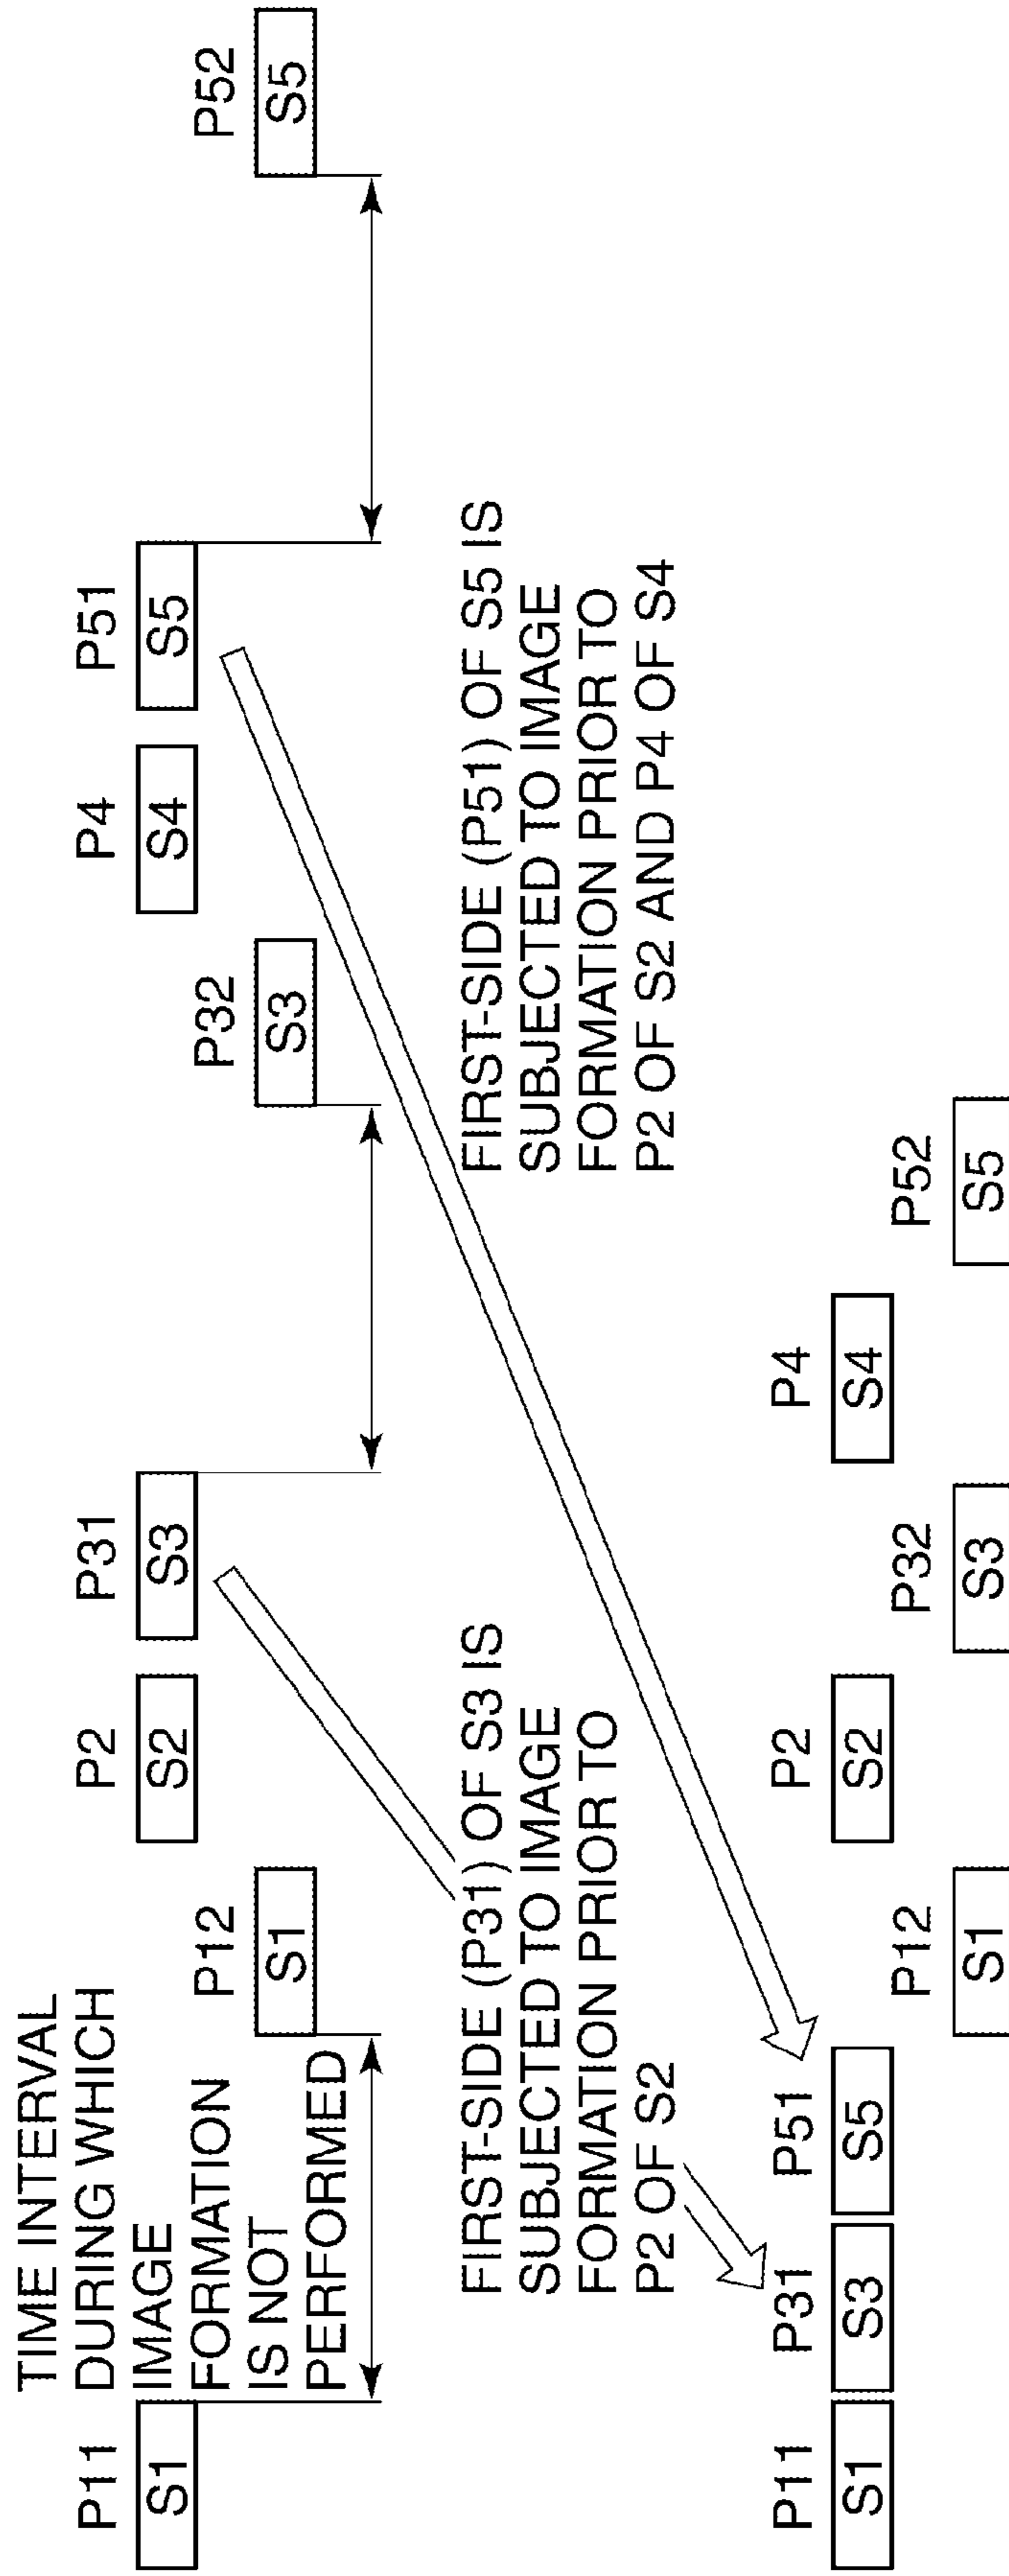 TIME INTERVAL
DURING WHICH
IMAGE
FORMATION
IS NOT
PERFORMED
P11
S1
P12
S1
P2
S2
P31
S3
P32
S3
P4
S4
P51
S5
P52
S5
FIRST-SIDE (P31) OF S3 IS
SUBJECTED TO IMAGE
FORMATION PRIOR TO
P2 OF S2
FIRST-SIDE (P51) OF S5 IS
SUBJECTED TO IMAGE
FORMATION PRIOR TO
P2 OF S2 AND P4 OF S4
P11
S1
P31
S3
P51
S5
P12
S1
P2
S2
P32
S3
P4
S4
P52
S5